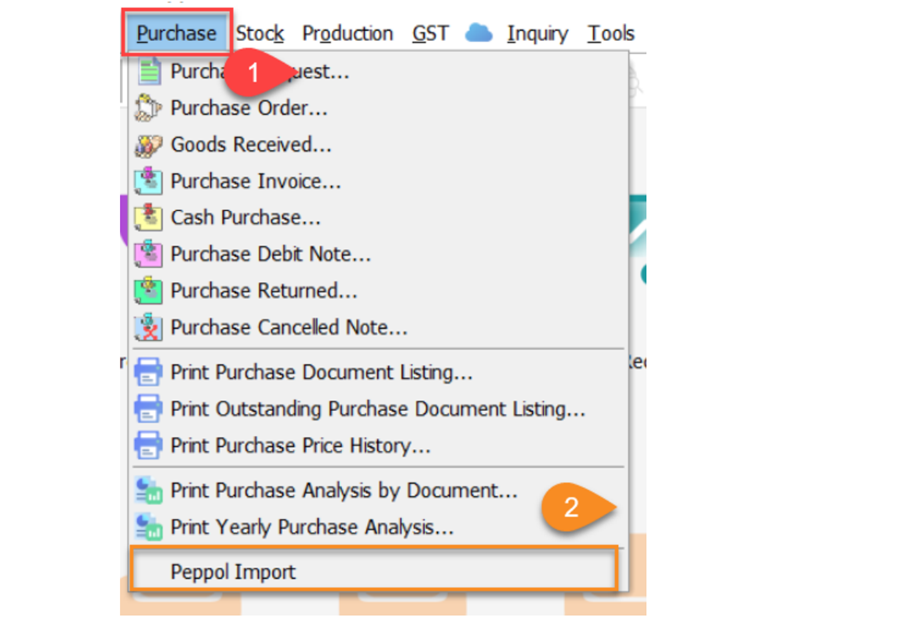 Purchase Stock Production GST Inquiry Tools
1
Purcha uest...
Purchase Order...
Goods Received...
Purchase Invoice...
Cash Purchase...
Purchase Debit Note...
Purchase Returned...
Purchase Cancelled Note...
Print Purchase Document Listing...
Print Outstanding Purchase Document Listing...
Print Purchase Price History...
Print Purchase Analysis by Document...
2
Print Yearly Purchase Analysis...
Peppol Import